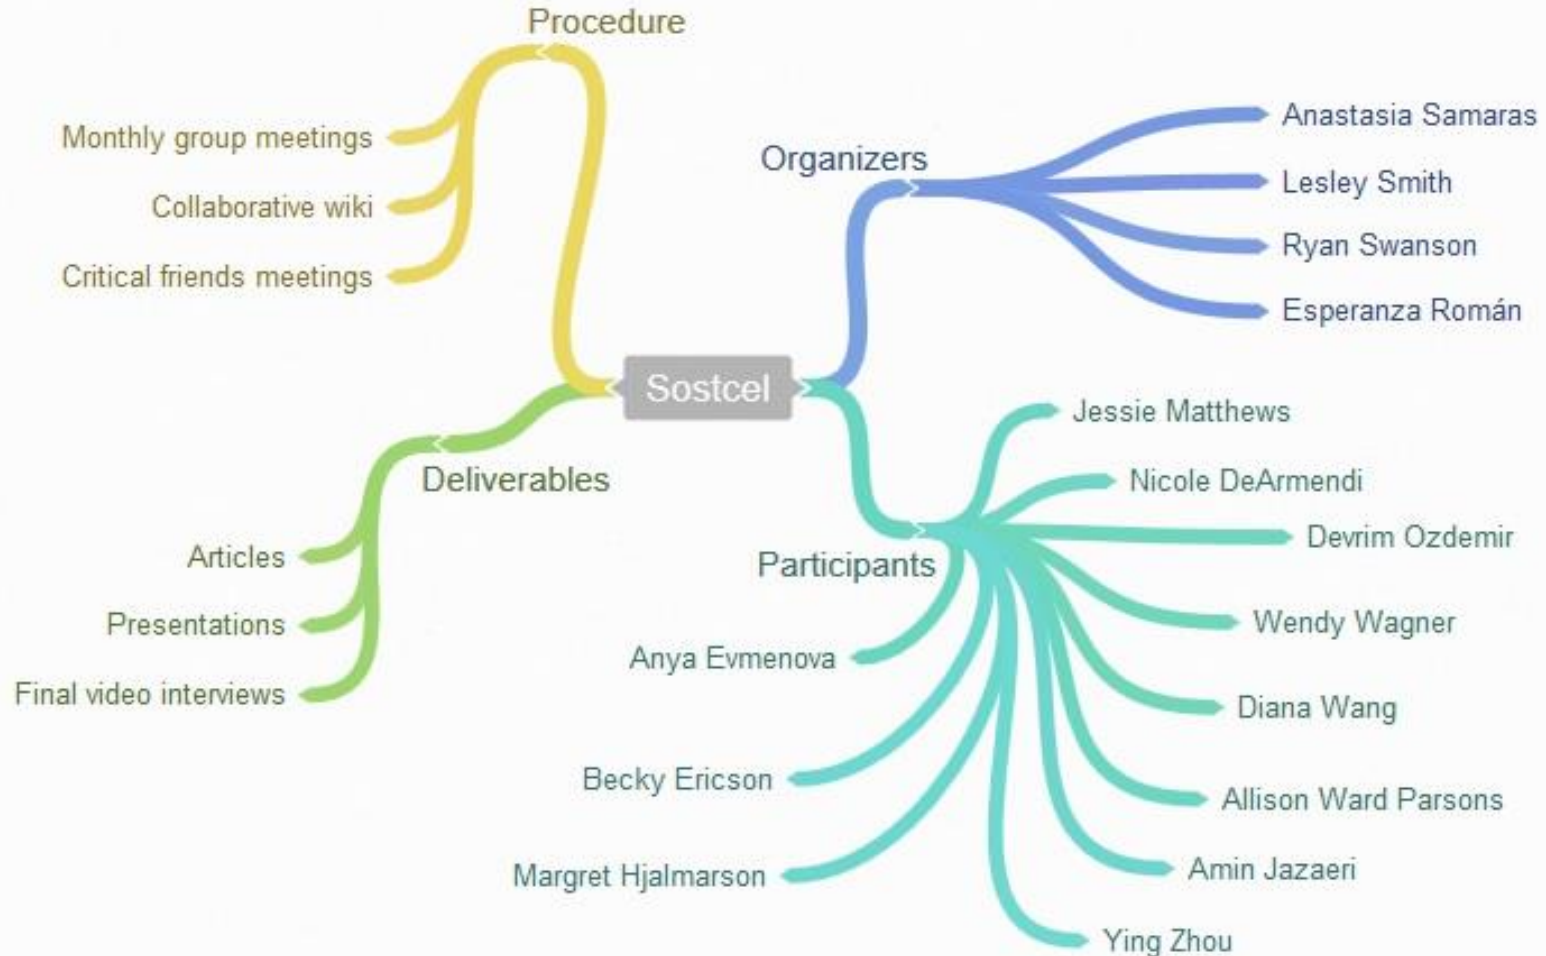 Procedure
Monthly group meetings
Collaborative wiki
Critical friends meetings
Organizers
Anastasia Samaras
Lesley Smith
Ryan Swanson
Esperanza Román
Sostcel
Deliverables
Articles
Presentations
Final video interviews
Participants
Jessie Matthews
Nicole DeArmendi
Devrim Ozdemir
Wendy Wagner
Diana Wang
Allison Ward Parsons
Amin Jazaeri
Ying Zhou
Anya Evmenova
Becky Ericson
Margret Hjalmarson